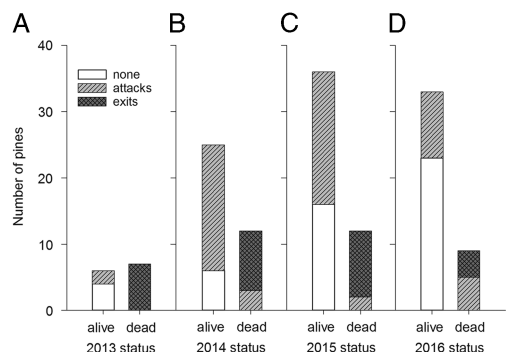 A B C D
40
30
20
10
0
Number of pines
none
attacks
exits
alive dead alive dead alive dead alive dead
2013 status 2014 status 2015 status 2016 status